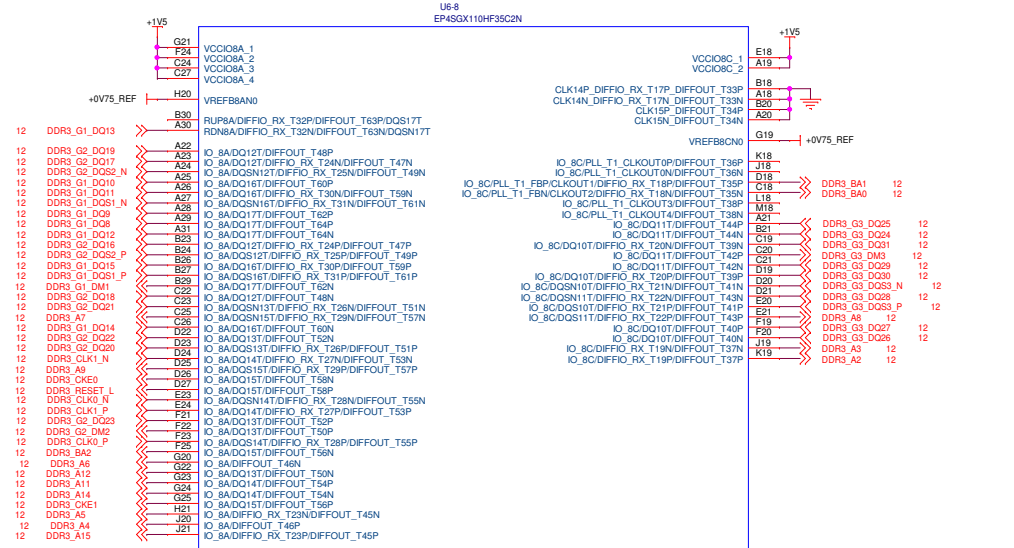 U6-8
EP4SGX110HF35C2N
+1V5
G21 VCCIO8A_1
F24 VCCIO8A_2
C24 VCCIO8A_3
C27 VCCIO8A_4
+0V75_REF H20 VREFB8AN0
B30 RUP8A/DIFFIO_RX_T32P/DIFFOUT_T63P/DQS17T
12 DDR3_G1_DQ13 A30 RDN8A/DIFFIO_RX_T32N/DIFFOUT_T63N/DQSN17T
12 DDR3_G2_DQ19 A22 IO_8A/DQ12T/DIFFOUT_T48P
12 DDR3_G2_DQ17 A23 IO_8A/DQ12T/DIFFIO_RX_T24N/DIFFOUT_T47N
12 DDR3_G2_DQS2_N A24 IO_8A/DQSN12T/DIFFIO_RX_T25N/DIFFOUT_T49N
12 DDR3_G1_DQ10 A25 IO_8A/DQ16T/DIFFOUT_T60P
12 DDR3_G1_DQ11 A26 IO_8A/DQ16T/DIFFIO_RX_T30N/DIFFOUT_T59N
12 DDR3_G1_DQS1_N A27 IO_8A/DQSN16T/DIFFIO_RX_T31N/DIFFOUT_T61N
12 DDR3_G1_DQ9 A28 IO_8A/DQ17T/DIFFOUT_T62P
12 DDR3_G1_DQ8 A29 IO_8A/DQ17T/DIFFOUT_T64P
12 DDR3_G1_DQ12 A31 IO_8A/DQ17T/DIFFOUT_T64N
12 DDR3_G2_DQ16 B23 IO_8A/DQ12T/DIFFIO_RX_T24P/DIFFOUT_T47P
12 DDR3_G2_DQS2_P B24 IO_8A/DQS12T/DIFFIO_RX_T25P/DIFFOUT_T49P
12 DDR3_G1_DQ15 B26 IO_8A/DQ16T/DIFFIO_RX_T30P/DIFFOUT_T59P
12 DDR3_G1_DQS1_P B27 IO_8A/DQS16T/DIFFIO_RX_T31P/DIFFOUT_T61P
12 DDR3_G1_DM1 B29 IO_8A/DQ17T/DIFFOUT_T62N
12 DDR3_G2_DQ18 C22 IO_8A/DQ12T/DIFFOUT_T48N
12 DDR3_G2_DQ21 C23 IO_8A/DQSN13T/DIFFIO_RX_T26N/DIFFOUT_T51N
12 DDR3_A7 C25 IO_8A/DQSN15T/DIFFIO_RX_T29N/DIFFOUT_T57N
12 DDR3_G1_DQ14 C26 IO_8A/DQ16T/DIFFOUT_T60N
12 DDR3_G2_DQ22 D22 IO_8A/DQ13T/DIFFOUT_T52N
12 DDR3_G2_DQ20 D23 IO_8A/DQS13T/DIFFIO_RX_T26P/DIFFOUT_T51P
12 DDR3_CLK1_N D24 IO_8A/DQ14T/DIFFIO_RX_T27N/DIFFOUT_T53N
12 DDR3_A9 D25 IO_8A/DQS15T/DIFFIO_RX_T29P/DIFFOUT_T57P
12 DDR3_CKE0 D26 IO_8A/DQ15T/DIFFOUT_T58N
12 DDR3_RESET_L D27 IO_8A/DQ15T/DIFFOUT_T58P
12 DDR3_CLK0_N E23 IO_8A/DQSN14T/DIFFIO_RX_T28N/DIFFOUT_T55N
12 DDR3_CLK1_P E24 IO_8A/DQ14T/DIFFIO_RX_T27P/DIFFOUT_T53P
12 DDR3_G2_DQ23 F21 IO_8A/DQ13T/DIFFOUT_T52P
12 DDR3_G2_DM2 F22 IO_8A/DQ13T/DIFFOUT_T50P
12 DDR3_CLK0_P F23 IO_8A/DQS14T/DIFFIO_RX_T28P/DIFFOUT_T55P
12 DDR3_BA2 F25 IO_8A/DQ15T/DIFFOUT_T56N
12 DDR3_A6 G20 IO_8A/DIFFOUT_T46N
12 DDR3_A12 G22 IO_8A/DQ13T/DIFFOUT_T50N
12 DDR3_A11 G23 IO_8A/DQ14T/DIFFOUT_T54P
12 DDR3_A14 G24 IO_8A/DQ14T/DIFFOUT_T54N
12 DDR3_CKE1 G25 IO_8A/DQ15T/DIFFOUT_T56P
12 DDR3_A5 H21 IO_8A/DIFFIO_RX_T23N/DIFFOUT_T45N
12 DDR3_A4 J20 IO_8A/DIFFOUT_T46P
12 DDR3_A15 J21 IO_8A/DIFFIO_RX_T23P/DIFFOUT_T45P
+1V5
VCCIO8C_1 E18
VCCIO8C_2 A19
CLK14P_DIFFIO_RX_T17P_DIFFOUT_T33P B18
CLK14N_DIFFIO_RX_T17N_DIFFOUT_T33N A18
CLK15P_DIFFOUT_T34P B20
CLK15N_DIFFOUT_T34N A20
VREFB8CN0 G19 +0V75_REF
IO_8C/PLL_T1_CLKOUT0P/DIFFOUT_T36P K18
IO_8C/PLL_T1_CLKOUT0N/DIFFOUT_T36N J18
IO_8C/PLL_T1_FBP/CLKOUT1/DIFFIO_RX_T18P/DIFFOUT_T35P D18 DDR3_BA1 12
IO_8C/PLL_T1_FBN/CLKOUT2/DIFFIO_RX_T18N/DIFFOUT_T35N C18 DDR3_BA0 12
IO_8C/PLL_T1_CLKOUT3/DIFFOUT_T38P L18
IO_8C/PLL_T1_CLKOUT4/DIFFOUT_T38N M18
IO_8C/DQ11T/DIFFOUT_T44P A21 DDR3_G3_DQ25 12
IO_8C/DQ11T/DIFFOUT_T44N B21 DDR3_G3_DQ24 12
IO_8C/DQ10T/DIFFIO_RX_T20N/DIFFOUT_T39N C19 DDR3_G3_DQ31 12
IO_8C/DQ11T/DIFFOUT_T42P C20 DDR3_G3_DM3 12
IO_8C/DQ11T/DIFFOUT_T42N C21 DDR3_G3_DQ29 12
IO_8C/DQ10T/DIFFIO_RX_T20P/DIFFOUT_T39P D19 DDR3_G3_DQ30 12
IO_8C/DQSN10T/DIFFIO_RX_T21N/DIFFOUT_T41N D20 DDR3_G3_DQS3_N 12
IO_8C/DQSN11T/DIFFIO_RX_T22N/DIFFOUT_T43N D21 DDR3_G3_DQ28 12
IO_8C/DQS10T/DIFFIO_RX_T21P/DIFFOUT_T41P E20 DDR3_G3_DQS3_P 12
IO_8C/DQS11T/DIFFIO_RX_T22P/DIFFOUT_T43P E21 DDR3_A8 12
IO_8C/DQ10T/DIFFOUT_T40P F19 DDR3_G3_DQ27 12
IO_8C/DQ10T/DIFFOUT_T40N F20 DDR3_G3_DQ26 12
IO_8C/DIFFIO_RX_T19N/DIFFOUT_T37N J19 DDR3_A3 12
IO_8C/DIFFIO_RX_T19P/DIFFOUT_T37P K19 DDR3_A2 12